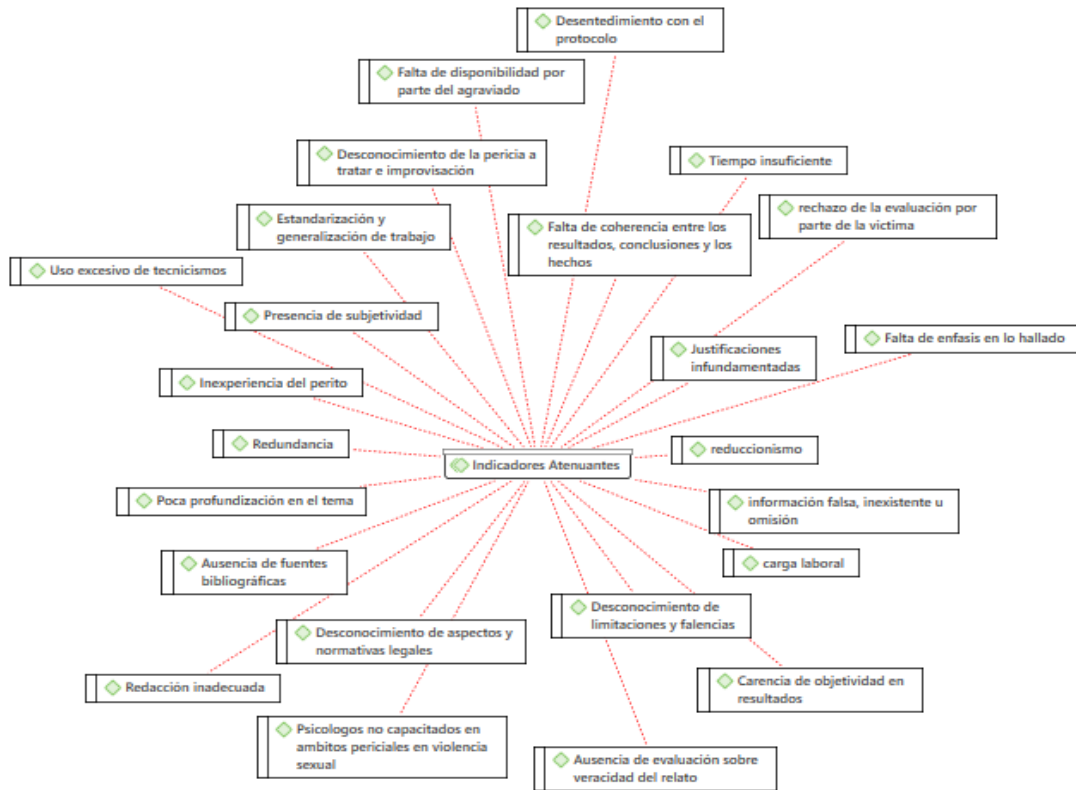 Desentedimiento con el
protocolo
Falta de disponibilidad por
parte del agraviado
Desconocimiento de la pericia a
tratar e improvisación
Tiempo insuficiente
Estandarización y
generalización de trabajo
Falta de coherencia entre los
resultados, conclusiones y los
hechos
rechazo de la evaluación por
parte de la victima
Uso excesivo de tecnicismos
Presencia de subjetividad
Justificaciones
infundamentadas
Falta de enfasis en lo hallado
Inexperiencia del perito
Redundancia
Indicadores Atenuantes
reduccionismo
Poca profundización en el tema
información falsa, inexistente u
omisión
Ausencia de fuentes
bibliográficas
carga laboral
Desconocimiento de aspectos y
normativas legales
Desconocimiento de
limitaciones y falencias
Redacción inadecuada
Carencia de objetividad en
resultados
Psicologos no capacitados en
ambitos periciales en violencia
sexual
Ausencia de evaluación sobre
veracidad del relato